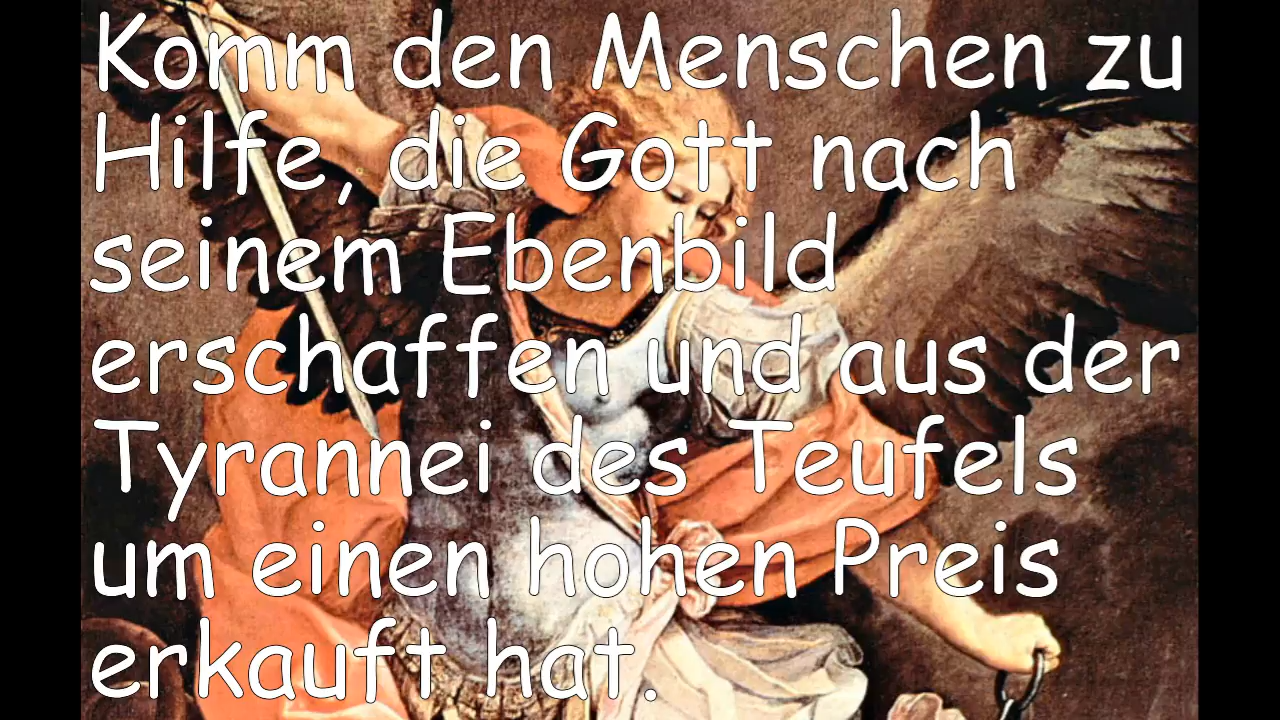 Komm den Menschen zu
Hilfe, die Gott nach
seinem Ebenbild
erschaffen und aus der
Tyrannei des Teufels
um einen hohen Preis
erkauft hat.